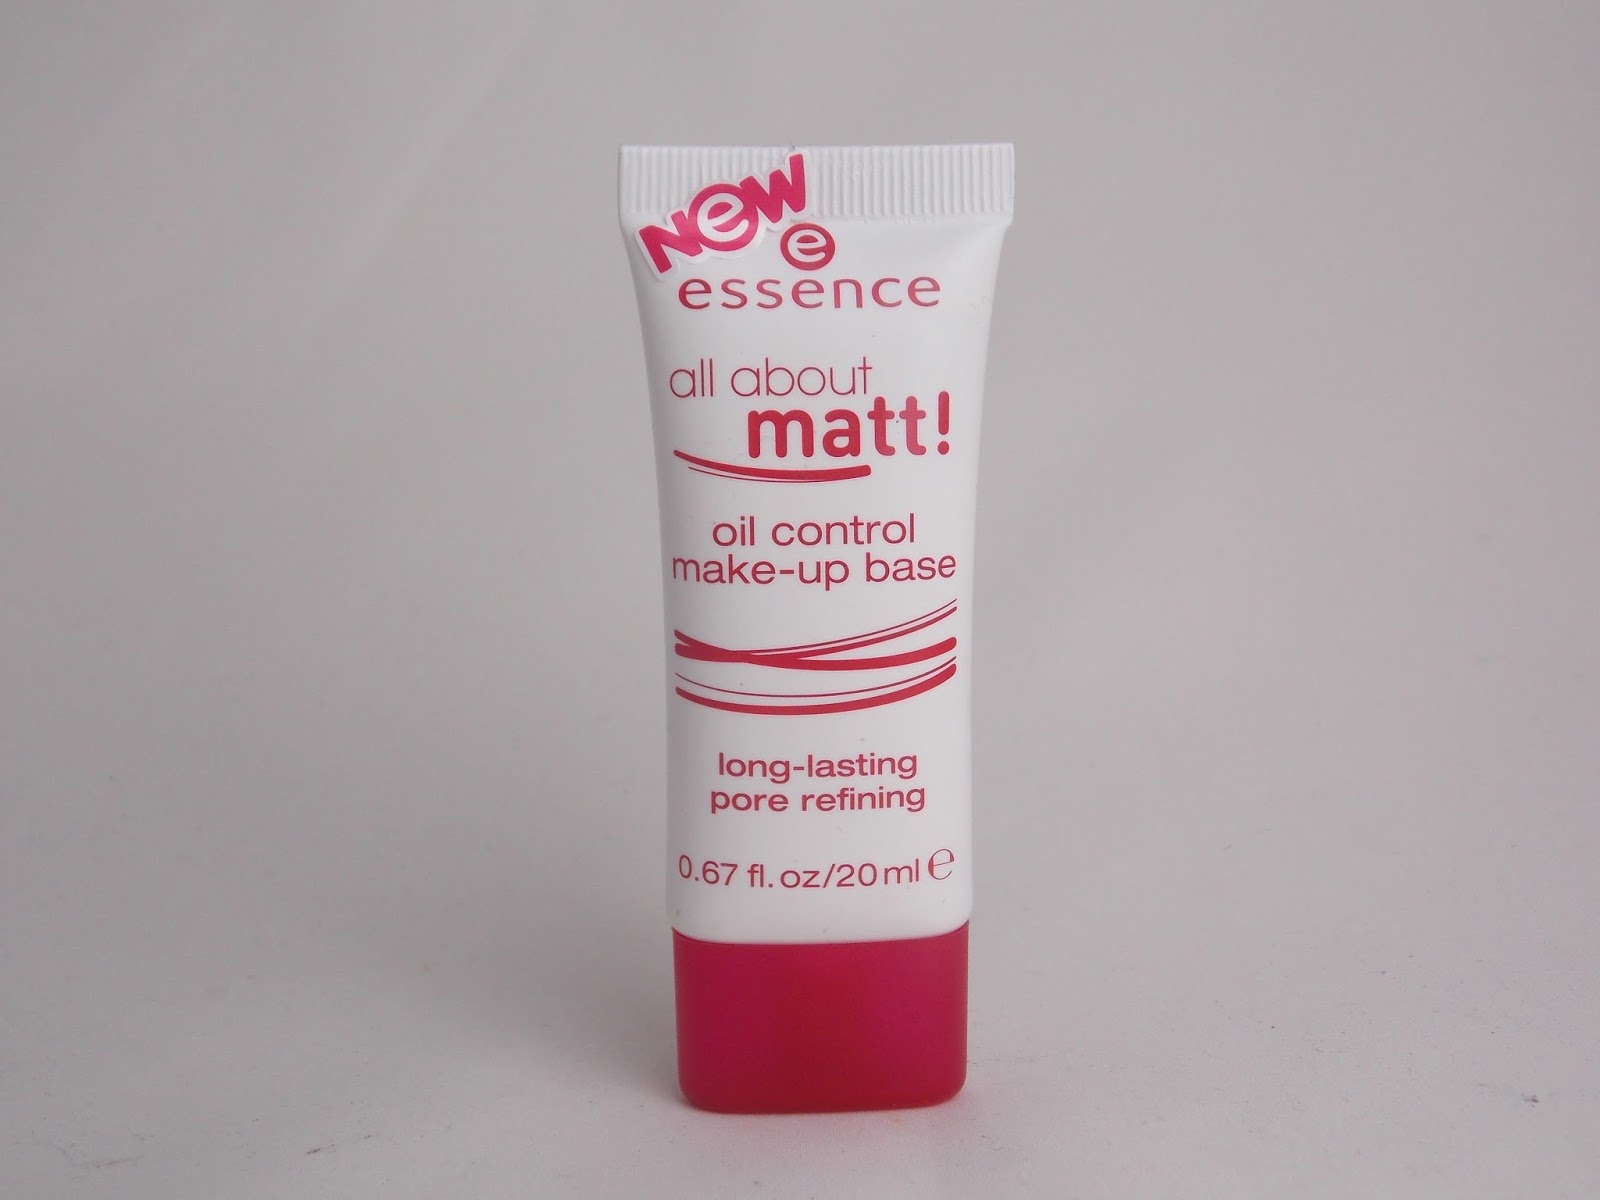 New
e
essence
all about
matt!
oil control
make-up base
long-lasting
pore refining
0.67 fl. oz/20 ml e